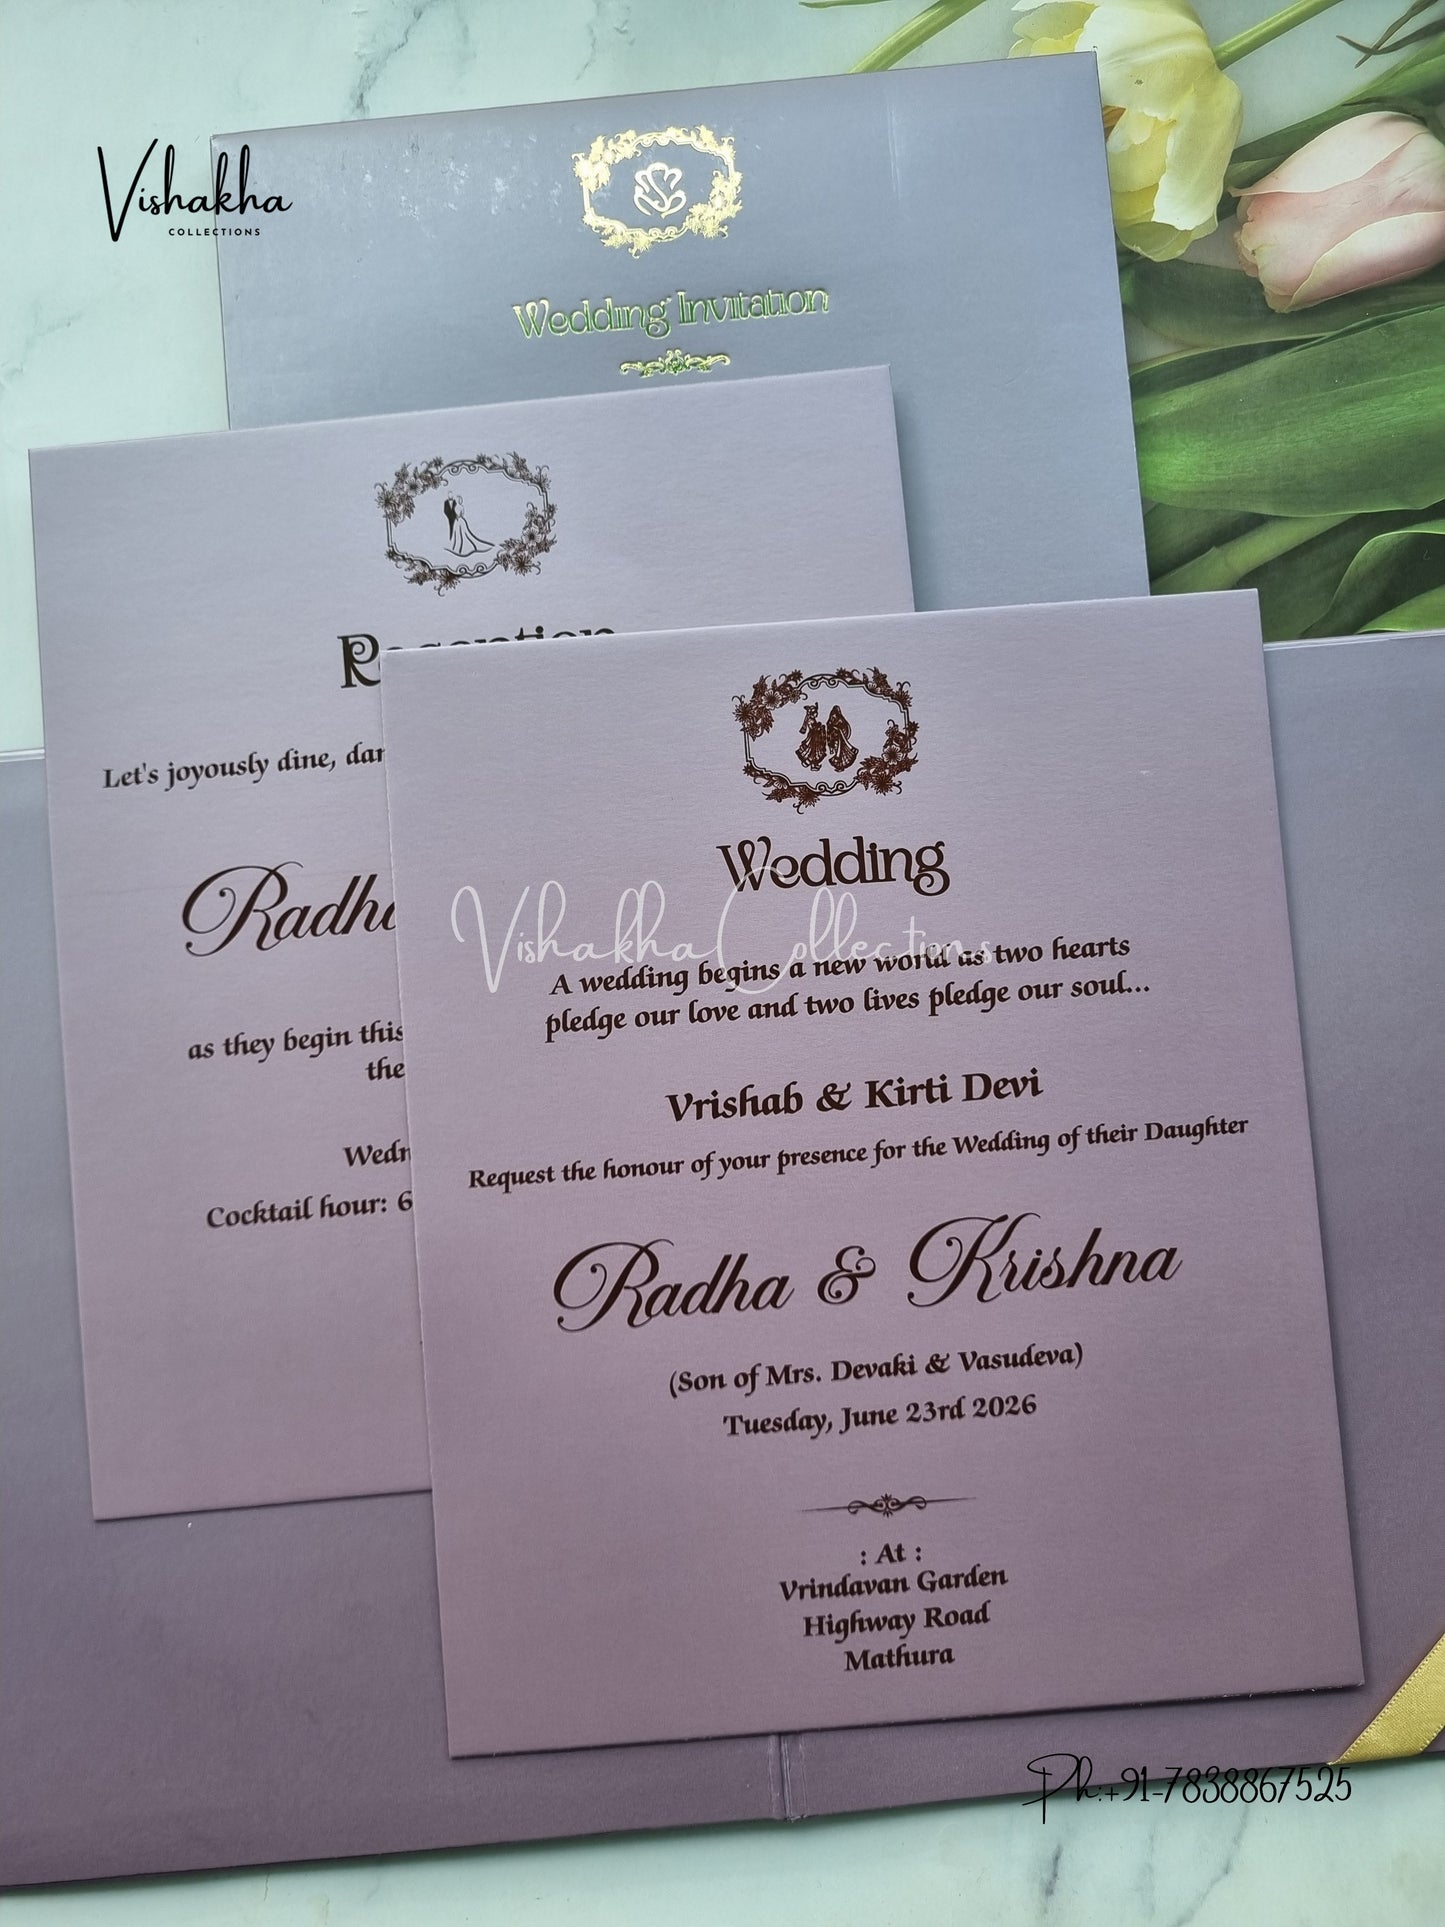 Vishakha
COLLECTIONS
Wedding Invitation
Reception
Let's joyously dine,
Radha
as they begin this
the
Cocktail hour: 6
Wedding
Vishakha Collections
A wedding begins a new world as two hearts
pledge our love and two lives pledge our soul...
Vrishab & Kirti Devi
Request the honour of your presence for the Wedding of their Daughter
Radha & Krishna
(Son of Mrs. Devaki & Vasudeva)
Tuesday, June 23rd 2026
: At :
Vrindavan Garden
Highway Road
Mathura
Ph:+91-7838867525